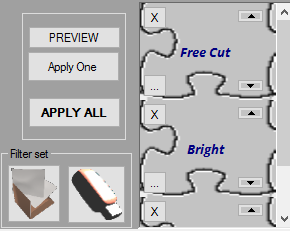 PREVIEW
Apply One
APPLY ALL
Filter set
X
Free Cut
...
X
Bright
...
X